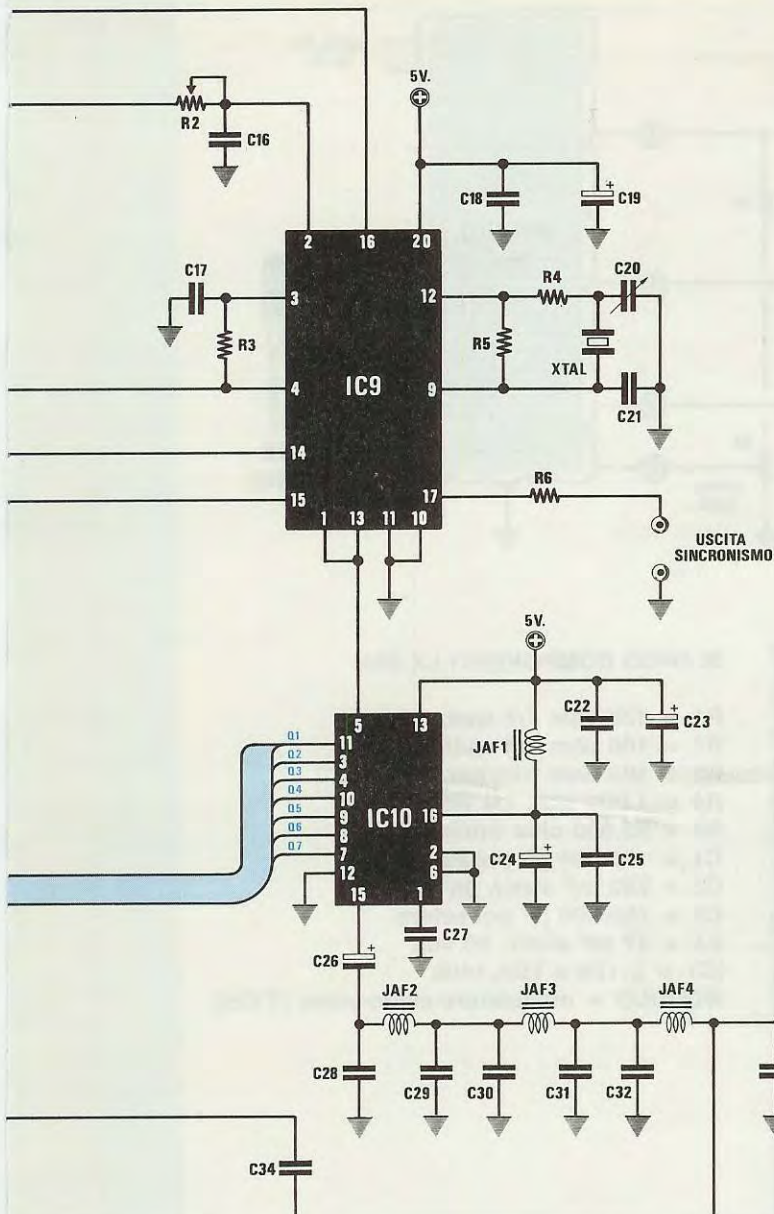 5V.
R2
C16
C18
+
C19
2
16
20
C17
3
12
R4
C20
R3
R5
XTAL
4
IC9
9
C21
14
15
17
R6
1
13
11
10
USCITA
SINCRONISMO
5V.
5
13
C22
+
C23
JAF1
Q1
11
Q2
3
Q3
4
Q4
10
Q5
9
Q6
8
Q7
7
12
IC10
16
2
6
15
1
+
C24
C25
C26
+
C27
JAF2
JAF3
JAF4
C28
C29
C30
C31
C32
C34